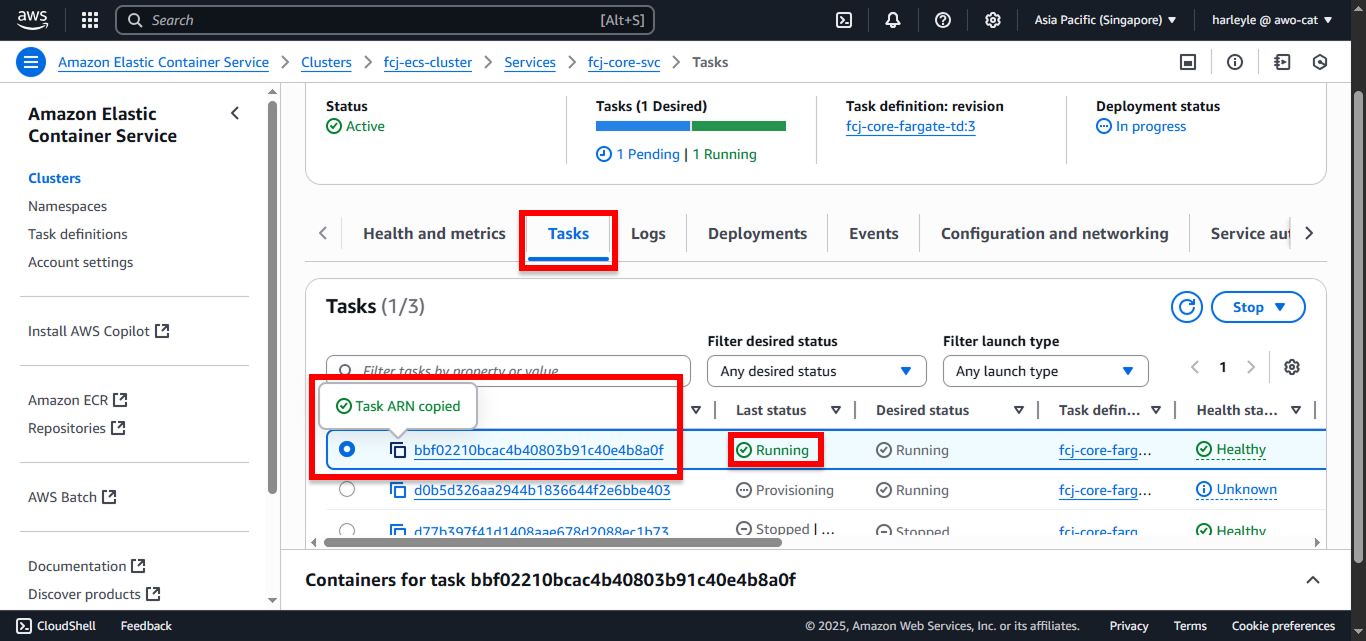 aws
Search [Alt+S] Asia Pacific (Singapore) harleyle @ awo-cat
Amazon Elastic Container Service Clusters fcj-ecs-cluster Services fcj-core-svc Tasks
Amazon Elastic
Container Service
Clusters
Namespaces
Task definitions
Account settings
Install AWS Copilot
Amazon ECR
Repositories
AWS Batch
Documentation
Discover products
Status Tasks (1 Desired) Task definition: revision Deployment status
Active fcj-core-fargate-td:3 In progress
1 Pending | 1 Running
Health and metrics Tasks Logs Deployments Events Configuration and networking Service au
Tasks (1/3) Stop
Filter desired status Filter launch type
Filter tasks by property or value Any desired status Any launch type 1
Task ARN copied Last status Desired status Task defin... Health sta...
bbf02210bcac4b40803b91c40e4b8a0f Running Running fcj-core-farg... Healthy
d0b5d326aa2944b1836644f2e6bbe403 Provisioning Running fcj-core-farg... Unknown
d77b397f41d1408aae678d2088ec1b73 Stopped | ... Stopped fcj-core-farg Healthy
Containers for task bbf02210bcac4b40803b91c40e4b8a0f
CloudShell Feedback © 2025, Amazon Web Services, Inc. or its affiliates. Privacy Terms Cookie preferences